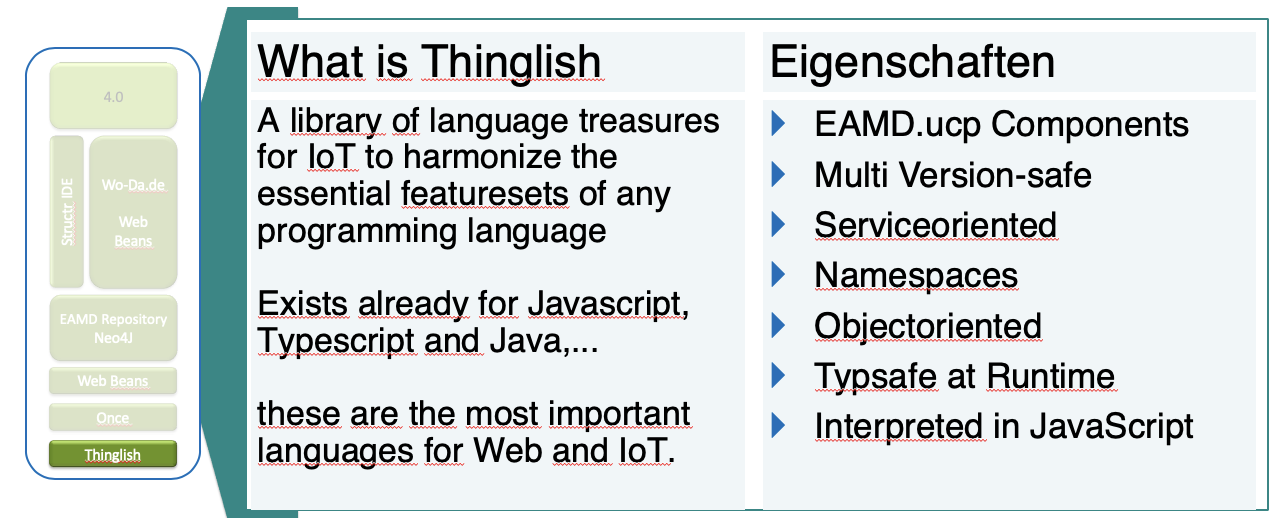 4.0
Structr IDE
Wo-Da.de
Web
Beans
EAMD Repository
Neo4J
Web Beans
Once
Thinglish
What is Thinglish
A library of language treasures
for IoT to harmonize the
essential featuresets of any
programming language
Exists already for Javascript,
Typescript and Java,...
these are the most important
languages for Web and IoT.
Eigenschaften
EAMD.ucp Components
Multi Version-safe
Serviceoriented
Namespaces
Objectoriented
Typsafe at Runtime
Interpreted in JavaScript